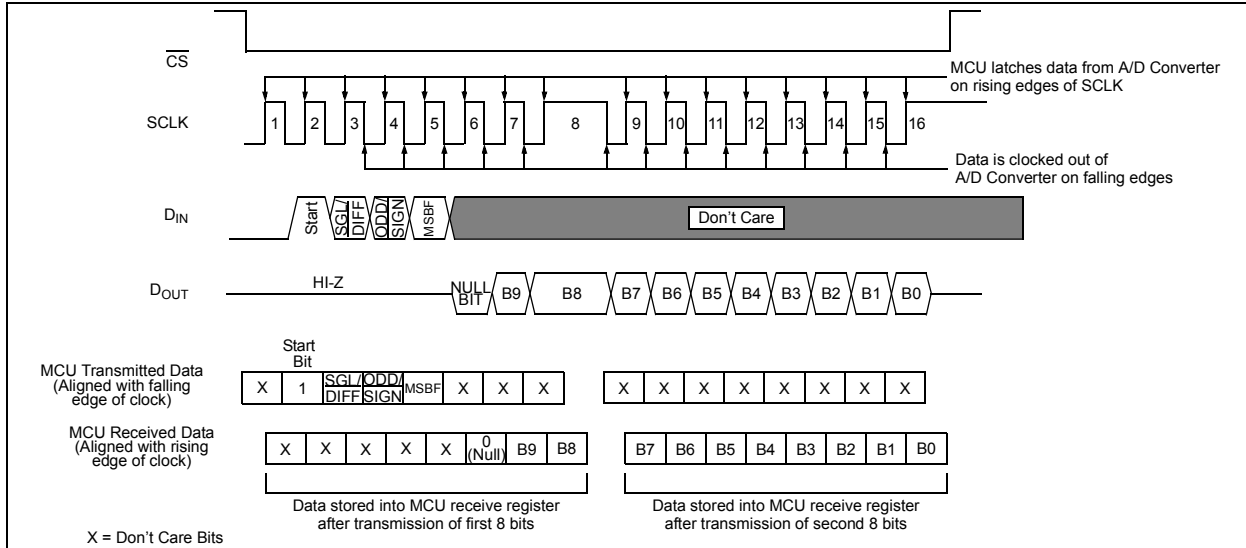 CS
MCU latches data from A/D Converter
on rising edges of SCLK
SCLK
1 2 3 4 5 6 7 8 9 10 11 12 13 14 15 16
Data is clocked out of
A/D Converter on falling edges
DIN
Start
SGL/
DIFF
ODD/
SIGN
MSBF
Don't Care
HI-Z
DOUT
NULL
BIT
B9 B8 B7 B6 B5 B4 B3 B2 B1 B0
Start
Bit
MCU Transmitted Data
(Aligned with falling
edge of clock)
X 1 SGL/ ODD/ MSBF X X X X X X X X X X X
DIFF SIGN
MCU Received Data
(Aligned with rising
edge of clock)
X X X X X 0 B9 B8 B7 B6 B5 B4 B3 B2 B1 B0
(Null)
Data stored into MCU receive register
after transmission of first 8 bits
Data stored into MCU receive register
after transmission of second 8 bits
X = Don't Care Bits